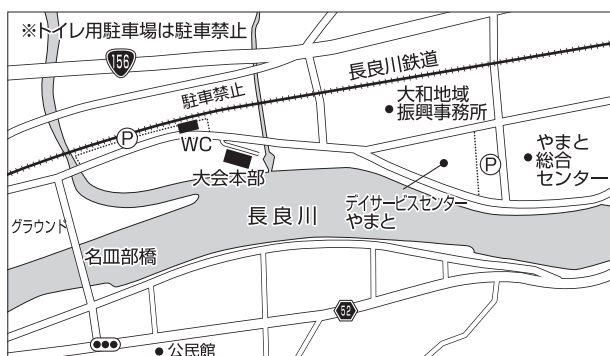 ※トイレ用駐車場は駐車禁止
156
長良川鉄道
駐車禁止
大和地域
振興事務所
P
WC
大会本部
P
やまと
総合
センター
デイサービスセンター
やまと
長良川
グラウンド
名皿部橋
52
公民館